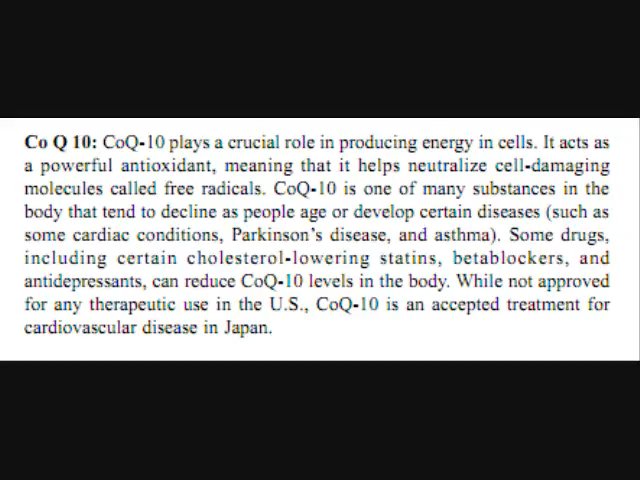 Co Q 10: CoQ-10 plays a crucial role in producing energy in cells. It acts as
a powerful antioxidant, meaning that it helps neutralize cell-damaging
molecules called free radicals. CoQ-10 is one of many substances in the
body that tend to decline as people age or develop certain diseases (such as
some cardiac conditions, Parkinson's disease, and asthma). Some drugs,
including certain cholesterol-lowering statins, betablockers, and
antidepressants, can reduce CoQ-10 levels in the body. While not approved
for any therapeutic use in the U.S., CoQ-10 is an accepted treatment for
cardiovascular disease in Japan.